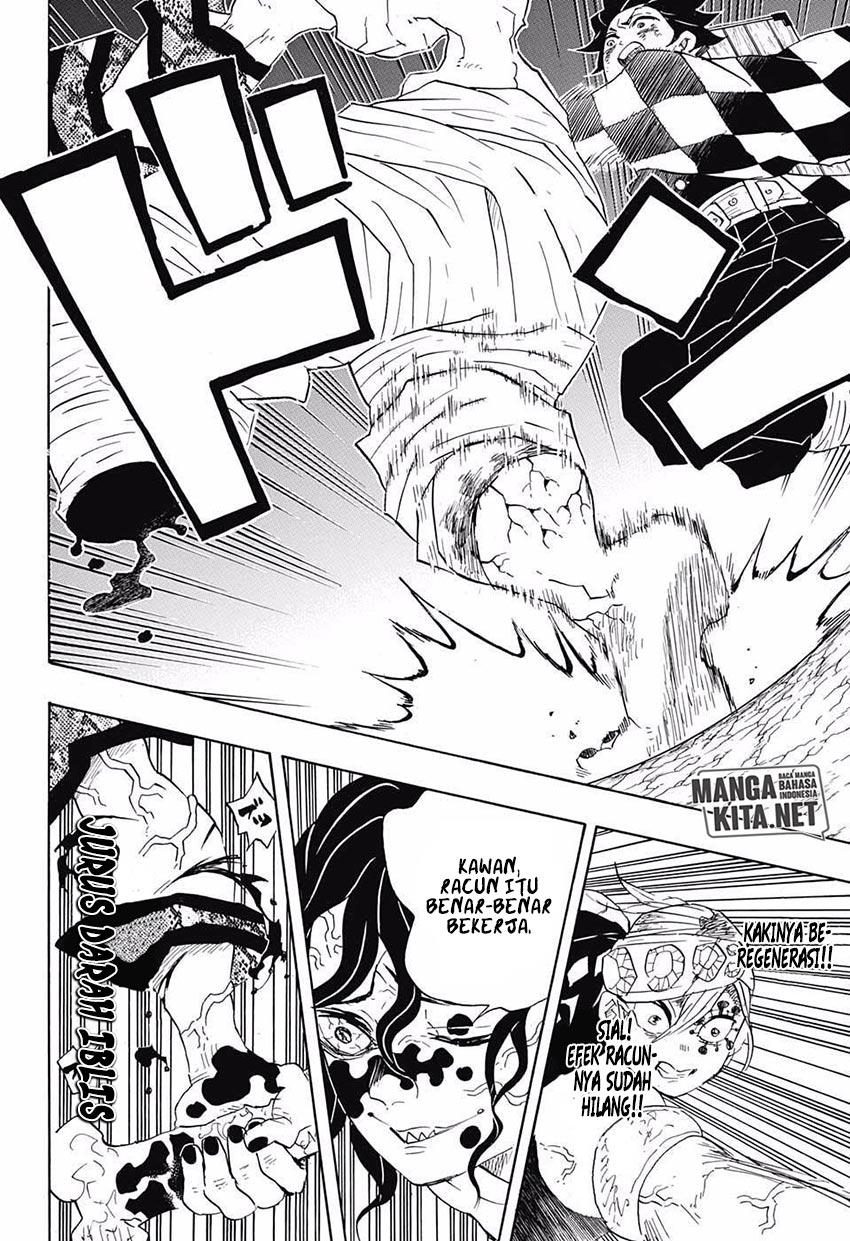 ドン
MANGA
KITA.NET
BACA MANGA
BAHASA
INDONESIA
KAKINYA BE-
REGENERASI!!
SIAL!
EFEK RACUN-
NYA SUDAH
HILANG!!
KAWAN,
RACUN ITU
BENAR-BENAR
BEKERJA.
JURUS DARAH IBLIS